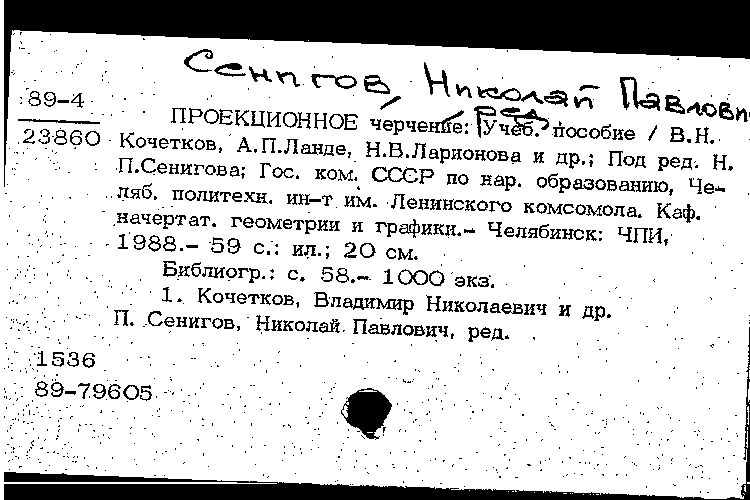 Сенигов, Николай Павлови
ред.
89-4
23860
ПРОЕКЦИОННОЕ черчение: Учеб. пособие / В.Н.
Кочетков, А.П.Ланде, Н.В.Ларионова и др.; Под ред. Н.
П.Сенигова; Гос. ком. СССР по нар. образованию, Че-
ляб. политехн. ин-т им. Ленинского комсомола. Каф.
начертат. геометрии и графики.- Челябинск: ЧПИ,
1988.- 59 с.: ил.; 20 см.
Библиогр.: с. 58.- 1000 экз.
1. Кочетков, Владимир Николаевич и др.
П. Сенигов, Николай Павлович, ред.
1536
89-79605